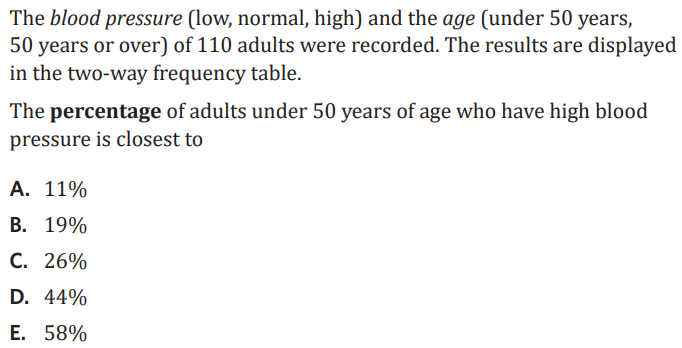 The blood pressure (low, normal, high) and the age (under 50 years,
50 years or over) of 110 adults were recorded. The results are displayed
in the two-way frequency table.
The percentage of adults under 50 years of age who have high blood
pressure is closest to
A. 11%
B. 19%
C. 26%
D. 44%
E. 58%